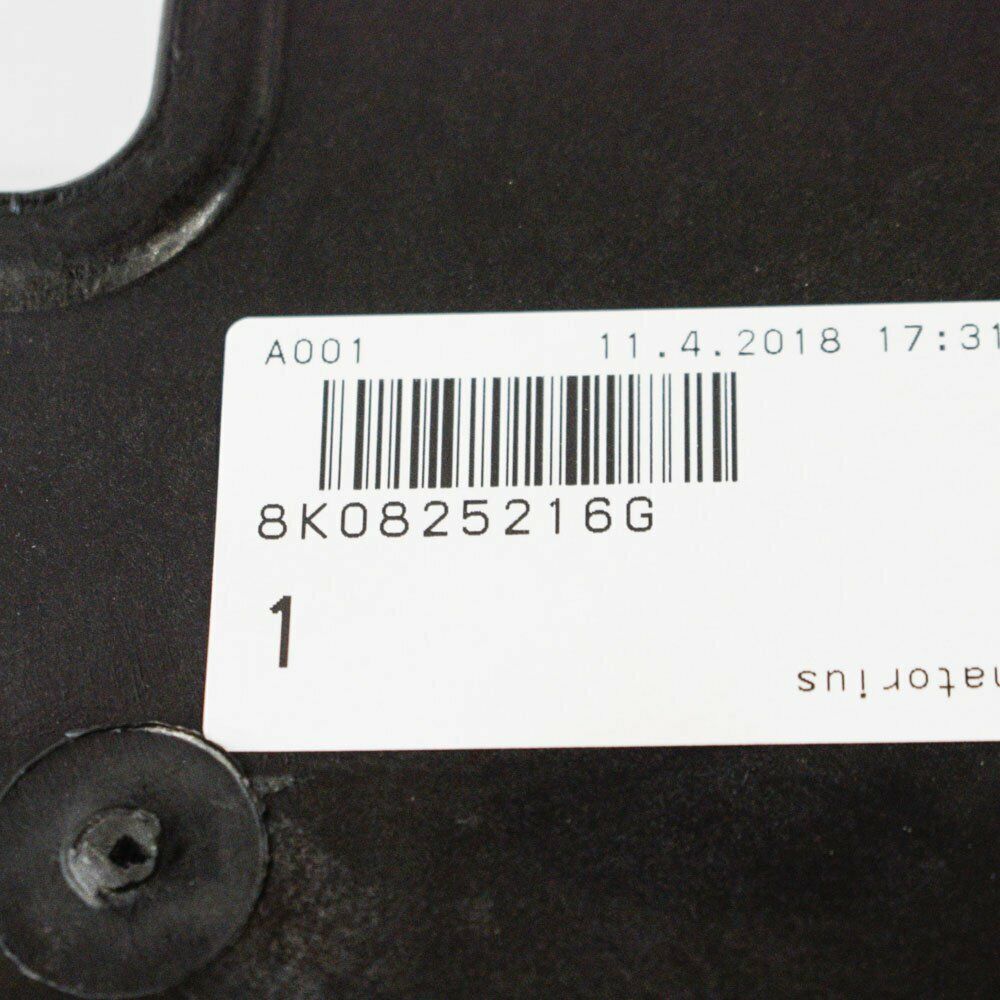 A001 11.4.2018 17:31
8K0825216G
1
natorius